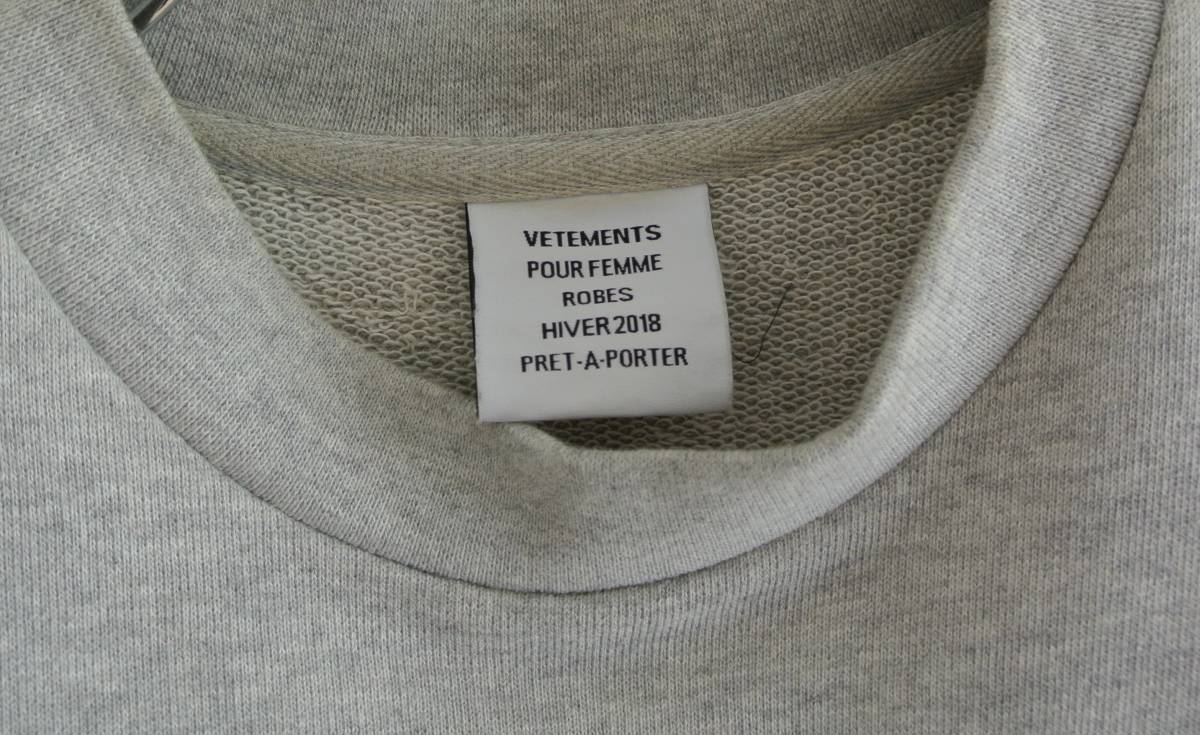 VETEMENTS
POUR FEMME
ROBES
HIVER 2018
PRET-A-PORTER